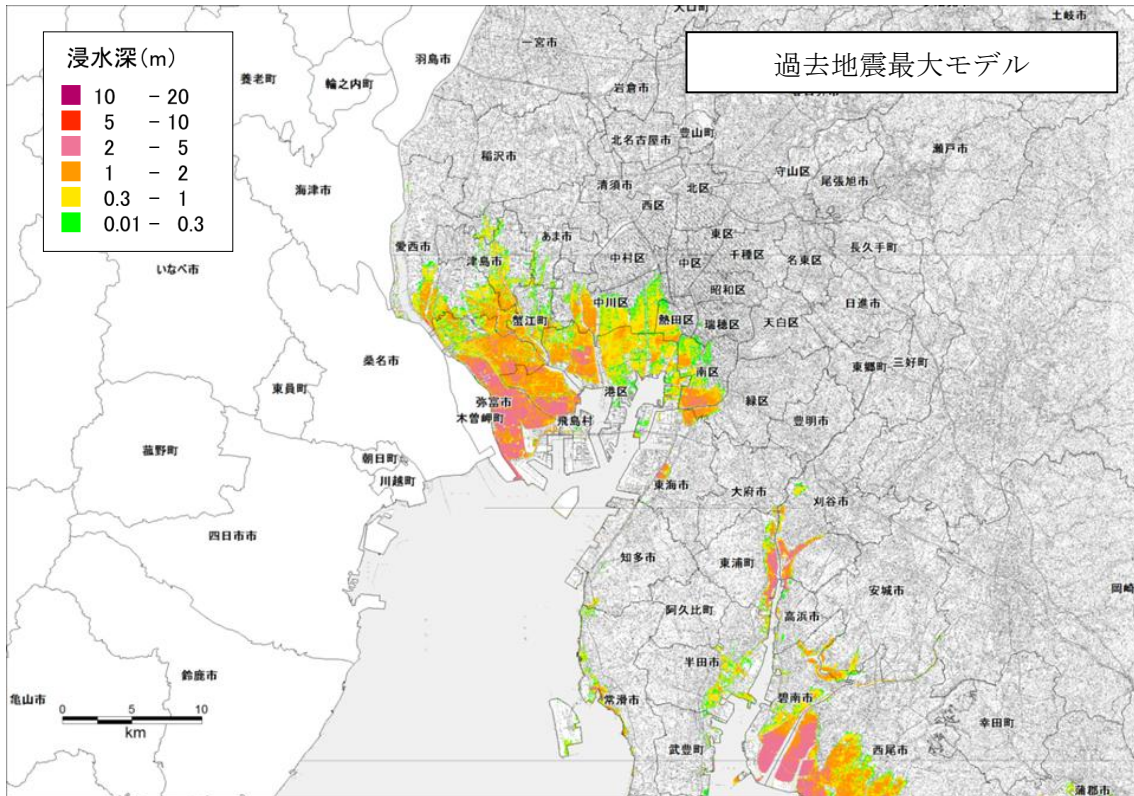 浸水深(m)
10 - 20
5 - 10
2 - 5
1 - 2
0.3 - 1
0.01 - 0.3
過去地震最大モデル
大口町
土岐市
一宮市
羽島市
養老町
輪之内町
岩倉市
北名古屋市
豊山町
瀬戸市
稲沢市
守山区
尾張旭市
海津市
清須市
北区
西区
愛西市
あま市
東区
長久手町
津島市
中村区
中区
千種区
名東区
いなべ市
昭和区
中川区
日進市
蟹江町
熱田区
瑞穂区
天白区
桑名市
東郷町
三好町
南区
東員町
港区
弥富市
緑区
木曽岬町
飛島村
豊明市
菰野町
朝日町
川越町
東海市
大府市
刈谷市
四日市市
知多市
東浦町
安城市
岡崎
阿久比町
高浜市
半田市
鈴鹿市
亀山市
常滑市
碧南市
幸田町
0 5 10
km
武豊町
西尾市
蒲郡市